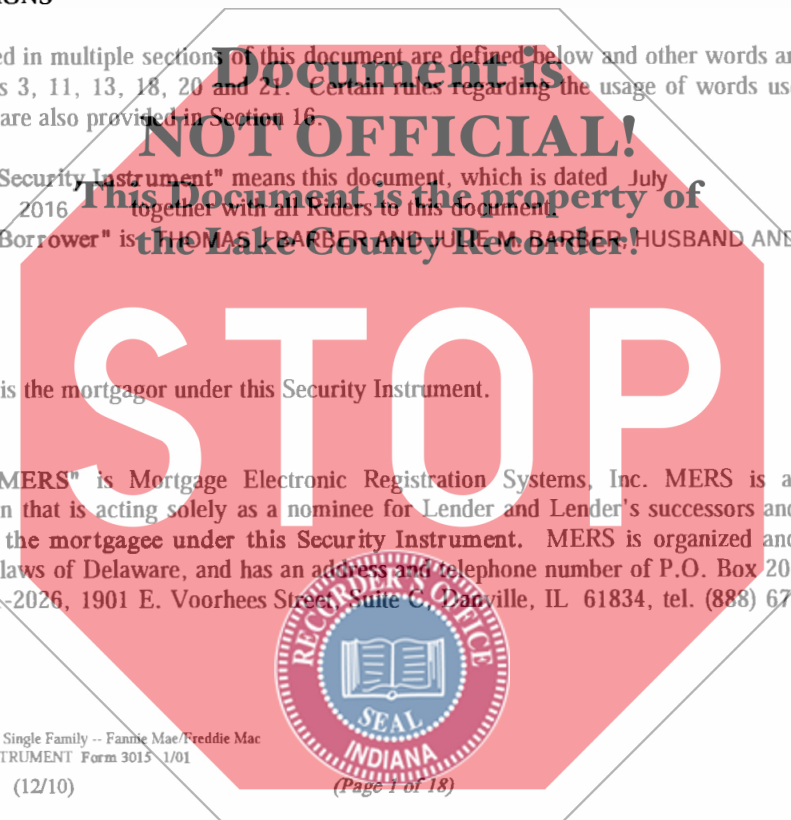 ed in multiple sections of this document are defined below and other words ar
Document is
s 3, 11, 13, 18, 20 and 21. Certain rules regarding the usage of words us
are also provided in Section 16.
NOT OFFICIAL!
Security Instrument" means this document, which is dated July
This Document is the property of
2016 together with all Riders to this document.
Borrower" is THOMAS J BARBER AND JULIE M. BARBER, HUSBAND AND
the Lake County Recorder!
STOP
is the mortgagor under this Security Instrument.
MERS" is Mortgage Electronic Registration Systems, Inc. MERS is a
n that is acting solely as a nominee for Lender and Lender's successors and
the mortgagee under this Security Instrument. MERS is organized and
laws of Delaware, and has an address and telephone number of P.O. Box 20
-2026, 1901 E. Voorhees Street, Suite C, Danville, IL 61834, tel. (888) 67
RECORDERS OFFICE
SEAL
INDIANA
Single Family -- Fannie Mae/Freddie Mac
TRUMENT Form 3015 1/01
(12/10)
(Page 1 of 18)